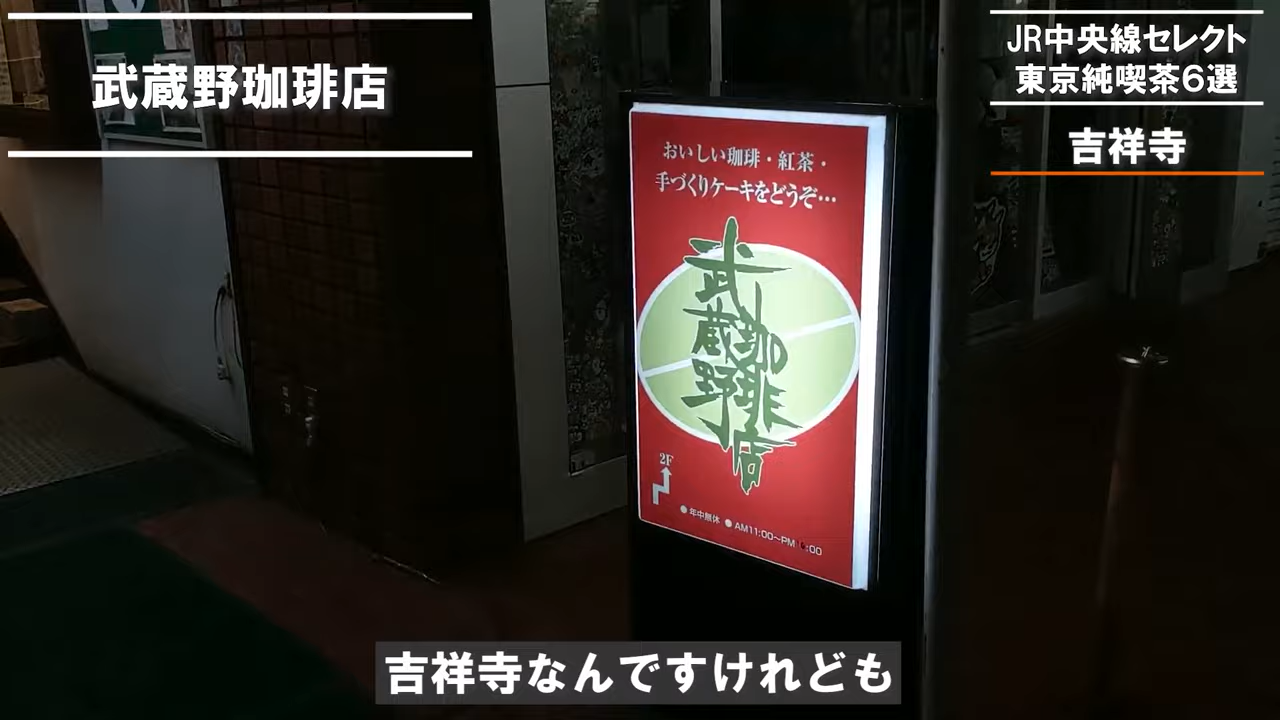 武蔵野珈琲店
JR中央線セレクト
東京純喫茶6選
吉祥寺
おいしい珈琲・紅茶・
手づくりケーキをどうぞ…
武蔵野
珈琲店
2F
●年中無休 ●AM11:00〜PM :00
吉祥寺なんですけれども